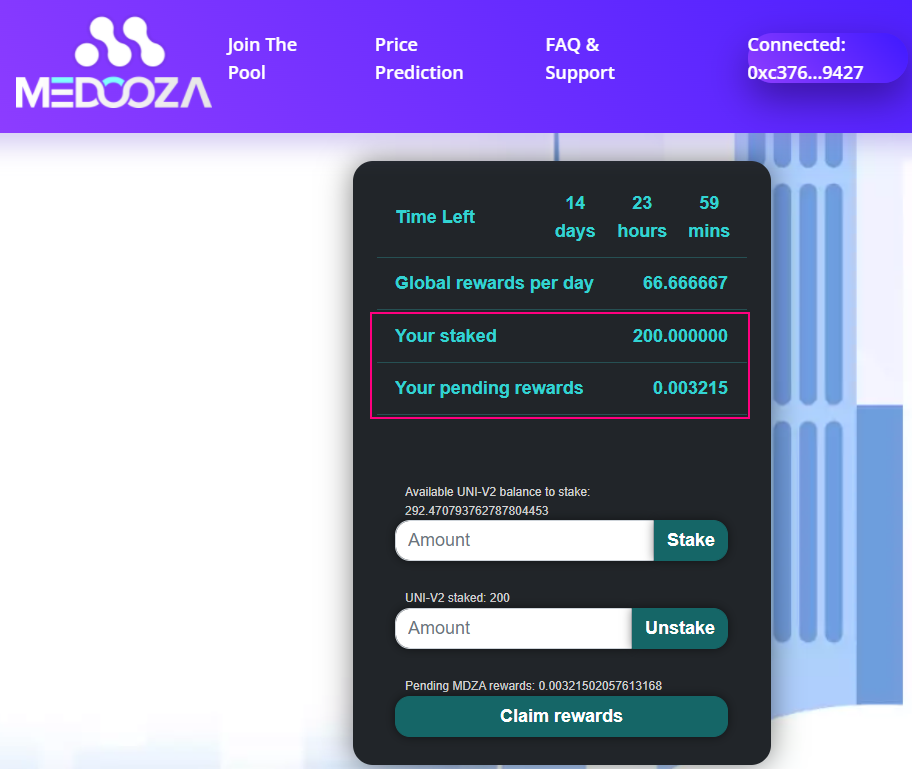 MEDOOZA
Join The
Pool
Price
Prediction
FAQ &
Support
Connected:
0xc376...9427
Time Left
14
days
23
hours
59
mins
Global rewards per day 66.666667
Your staked 200.000000
Your pending rewards 0.003215
Available UNI-V2 balance to stake:
292.470793762787804453
Amount Stake
UNI-V2 staked: 200
Amount Unstake
Pending MDZA rewards: 0.00321502057613168
Claim rewards